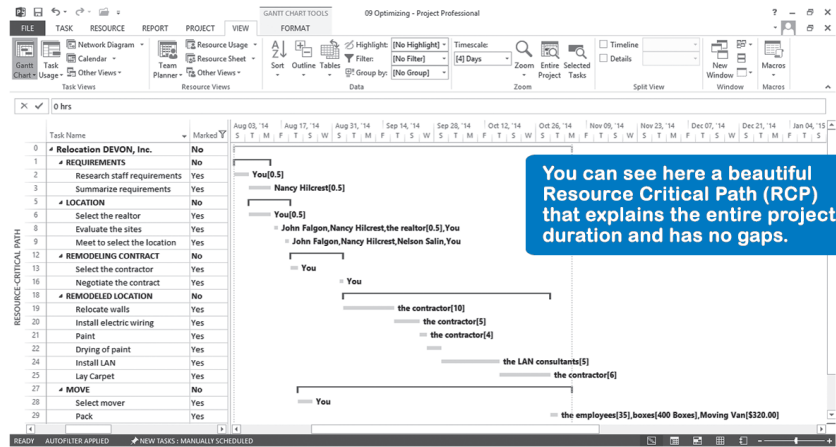 GANTT CHART TOOLS
09 Optimizing - Project Professional
FILE TASK RESOURCE REPORT PROJECT VIEW FORMAT
Gantt Chart
Task Usage
Network Diagram
Calendar
Other Views
Task Views
Team Planner
Resource Usage
Resource Sheet
Other Views
Resource Views
Sort
Outline
Tables
Highlight: [No Highlight]
Filter: [No Filter]
Group by: [No Group]
Data
Timescale:
[4] Days
Zoom
Entire Project
Selected Tasks
Zoom
Timeline
Details
Split View
New Window
Window
Macros
Macros
0 hrs
Task Name Marked
Aug 03, '14 Aug 17, '14 Aug 31, '14 Sep 14, '14 Sep 28, '14 Oct 12, '14 Oct 26, '14 Nov 09, '14 Nov 23, '14 Dec 07, '14 Dec 21, '14 Jan 04, '15
S T M F T S W S T M F T S W S T M F T S W S T M F T S W S T M F T S W S T M F T S W
RESOURCE-CRITICAL PATH
0 Relocation DEVON, Inc. No
1 REQUIREMENTS No
2 Research staff requirements Yes You[0.5]
3 Summarize requirements Yes Nancy Hilcrest[0.5]
5 LOCATION No
6 Select the realtor Yes You[0.5]
8 Evaluate the sites Yes John Falgon,Nancy Hilcrest,the realtor[0.5],You
9 Meet to select the location Yes John Falgon,Nancy Hilcrest,Nelson Salin,You
12 REMODELING CONTRACT No
13 Select the contractor Yes You
16 Negotiate the contract Yes You
18 REMODELED LOCATION No
19 Relocate walls Yes the contractor[10]
20 Install electric wiring Yes the contractor[5]
21 Paint Yes the contractor[4]
22 Drying of paint Yes
24 Install LAN Yes the LAN consultants[5]
25 Lay Carpet Yes the contractor[6]
27 MOVE No
28 Select mover Yes You
29 Pack Yes the employees[35],boxes[400 Boxes],Moving Van[$320.00]
You can see here a beautiful
Resource Critical Path (RCP)
that explains the entire project
duration and has no gaps.
READY AUTOFILTER APPLIED NEW TASKS : MANUALLY SCHEDULED